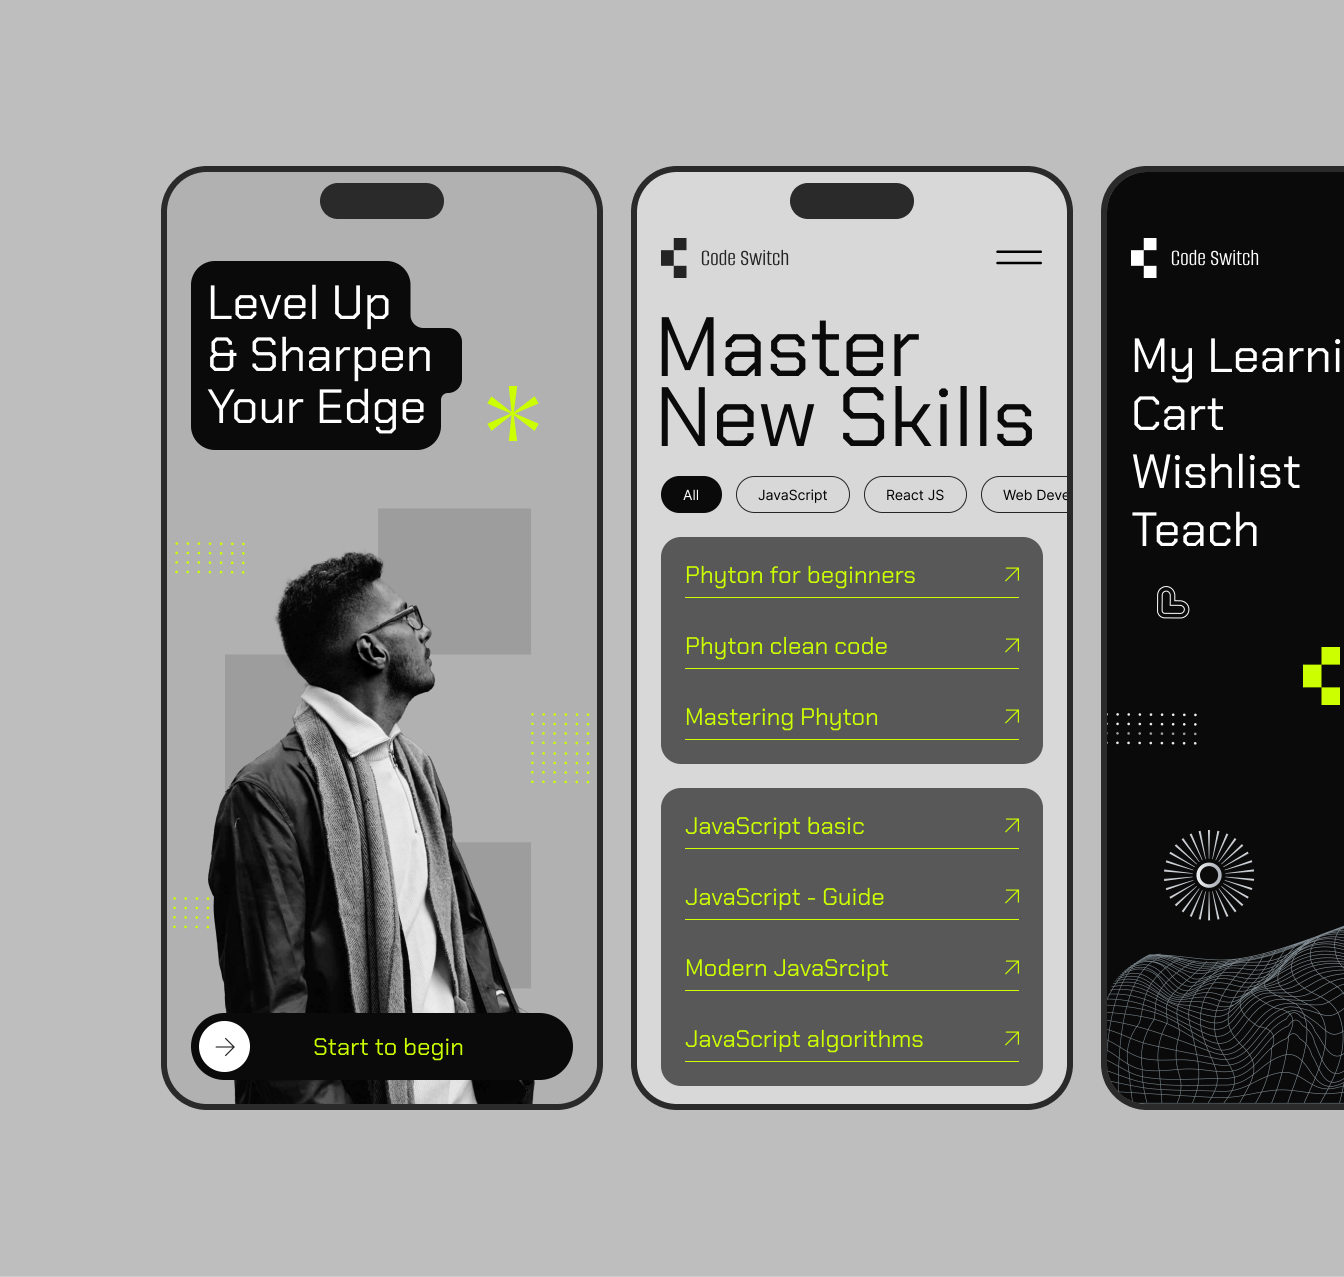 Level Up
& Sharpen
Your Edge
Start to begin
Code Switch
Master
New Skills
All
JavaScript
React JS
Web Deve
Phyton for beginners
Phyton clean code
Mastering Phyton
JavaScript basic
JavaScript - Guide
Modern JavaSrcipt
JavaScript algorithms
Code Switch
My Learni
Cart
Wishlist
Teach